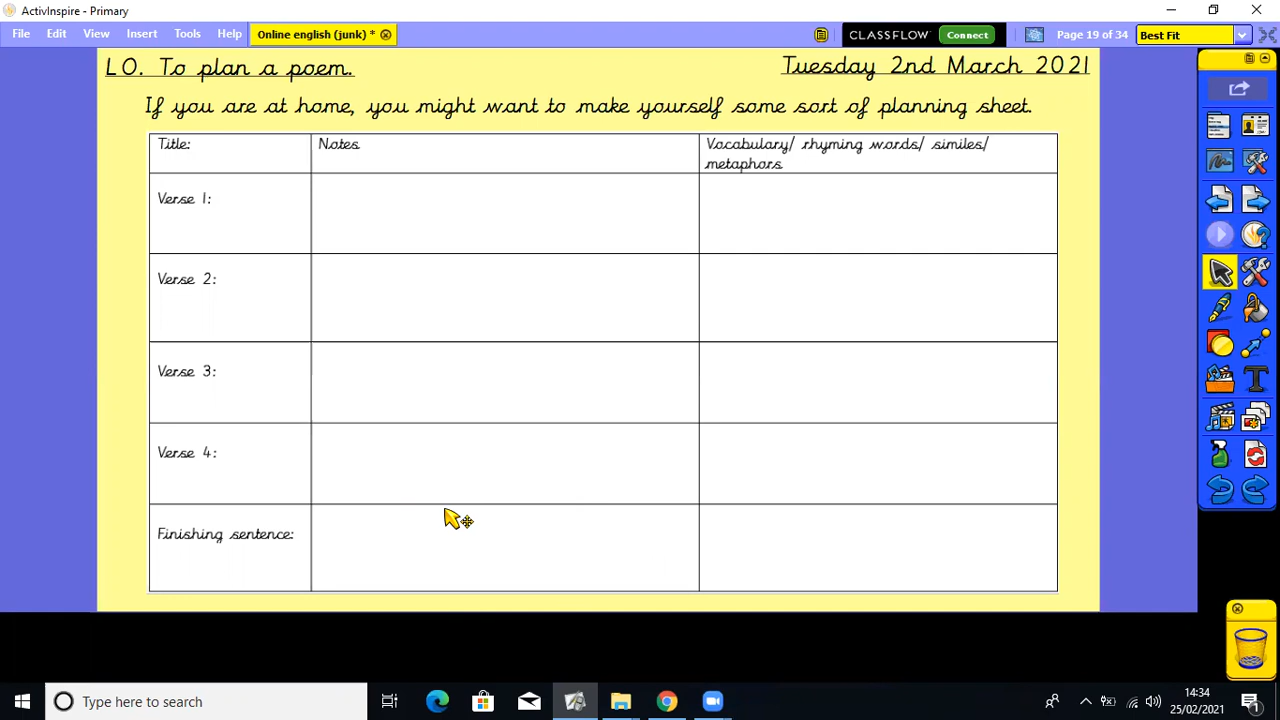 ActivInspire - Primary
File Edit View Insert Tools Help Online english (junk) * CLASSFLOW Connect Page 19 of 34 Best Fit
LO. To plan a poem. Tuesday 2nd March 2021
If you are at home, you might want to make yourself some sort of planning sheet.
Title: Notes Vocabulary/ rhyming words/ similes/
metaphors
Verse 1:
Verse 2:
Verse 3:
Verse 4:
Finishing sentence:
Type here to search
14:34
25/02/2021
1